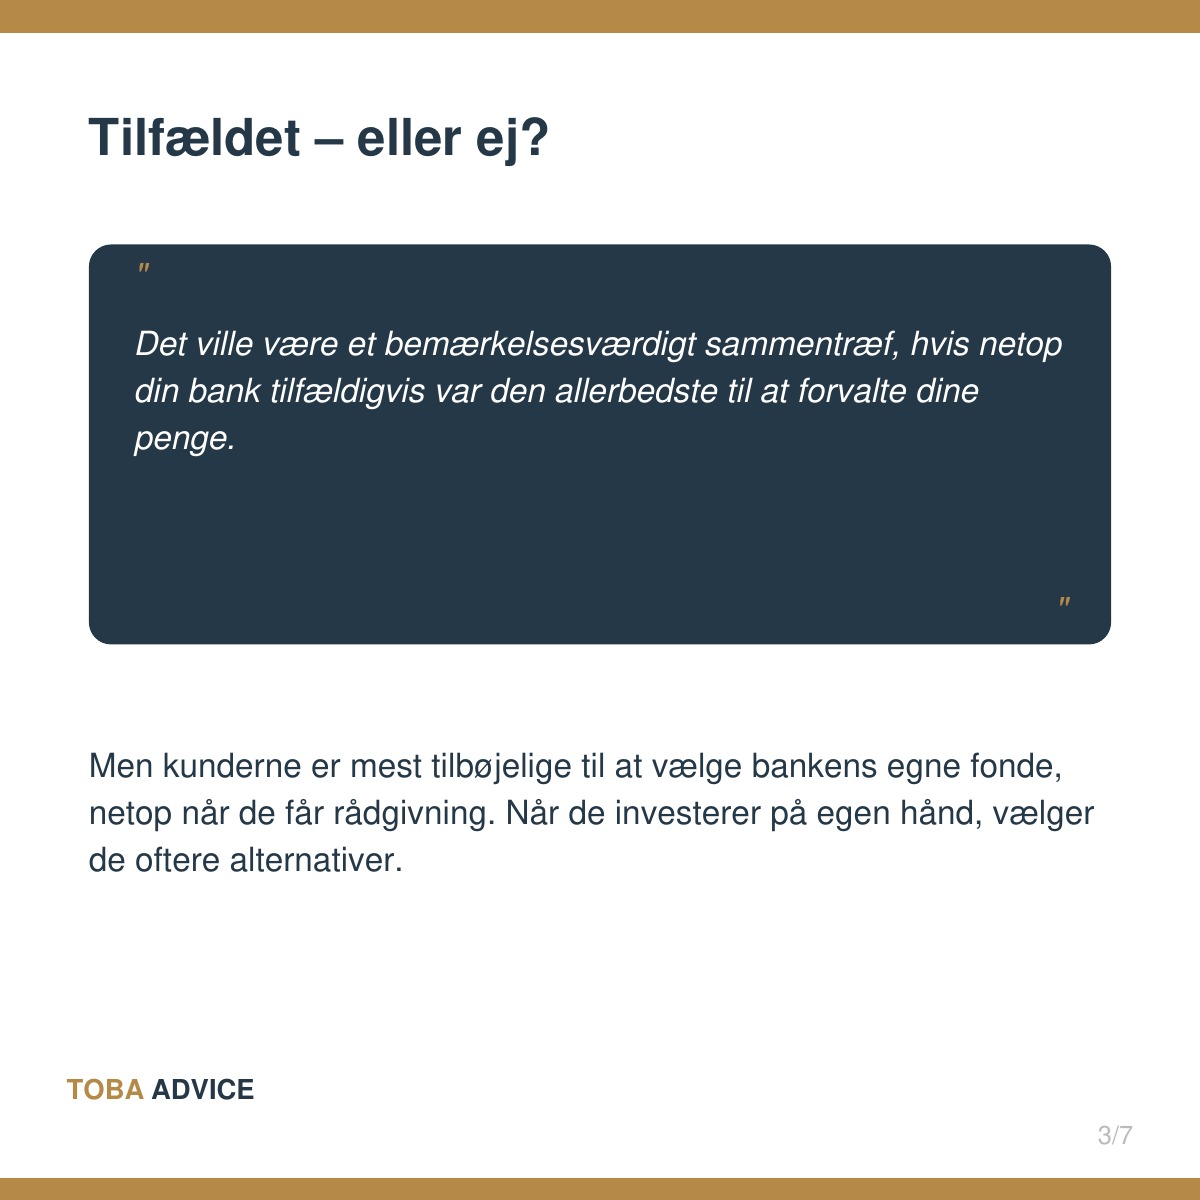 Tilfældet – eller ej?
"
Det ville være et bemærkelsesværdigt sammentræf, hvis netop
din bank tilfældigvis var den allerbedste til at forvalte dine
penge.
"
Men kunderne er mest tilbøjelige til at vælge bankens egne fonde,
netop når de får rådgivning. Når de investerer på egen hånd, vælger
de oftere alternativer.
TOBA ADVICE
3/7